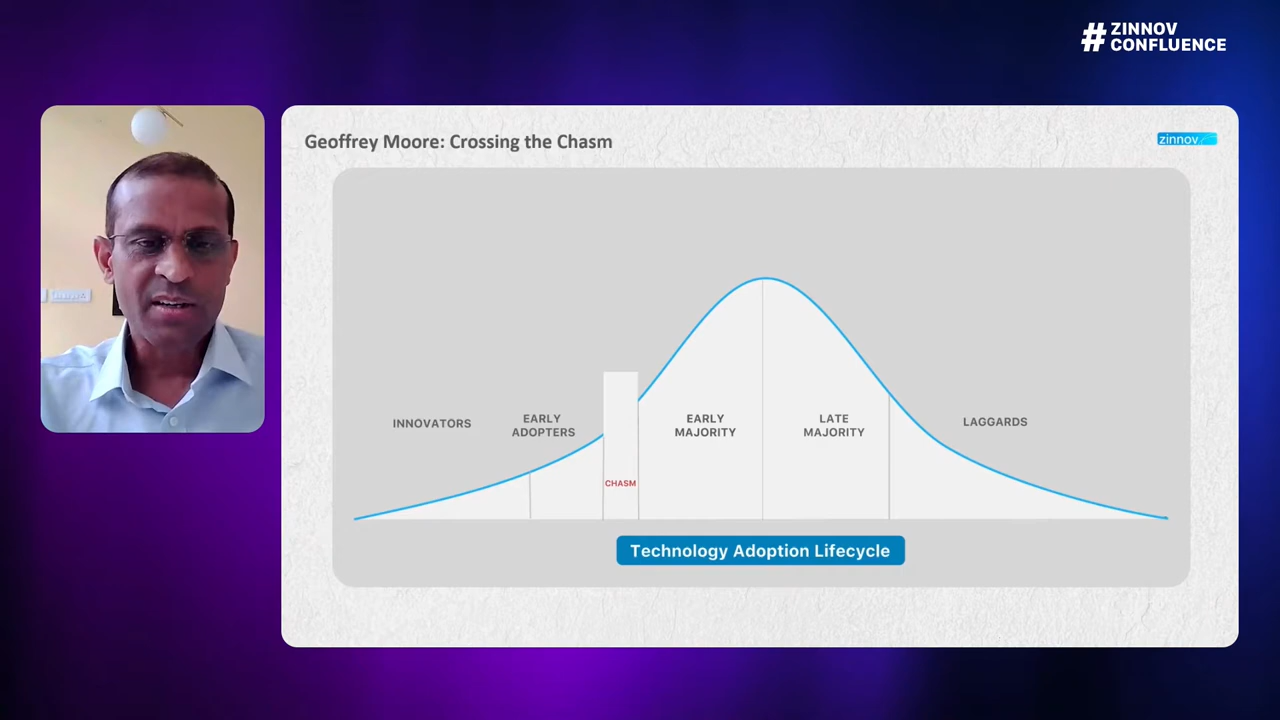 # ZINNOV
CONFLUENCE
Geoffrey Moore: Crossing the Chasm
zinnov
INNOVATORS
EARLY
ADOPTERS
CHASM
EARLY
MAJORITY
LATE
MAJORITY
LAGGARDS
Technology Adoption Lifecycle